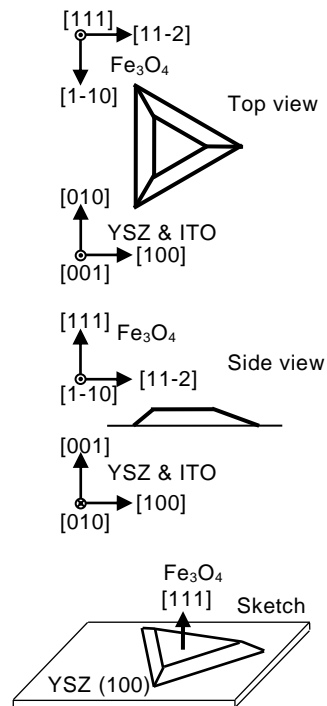 [111]
[11-2]
Fe₃O₄
[1-10]
Top view
[010]
YSZ & ITO
[100]
[001]
[111]
Fe₃O₄
Side view
[11-2]
[1-10]
[001]
YSZ & ITO
[100]
[010]
Fe₃O₄
[111]
Sketch
YSZ (100)